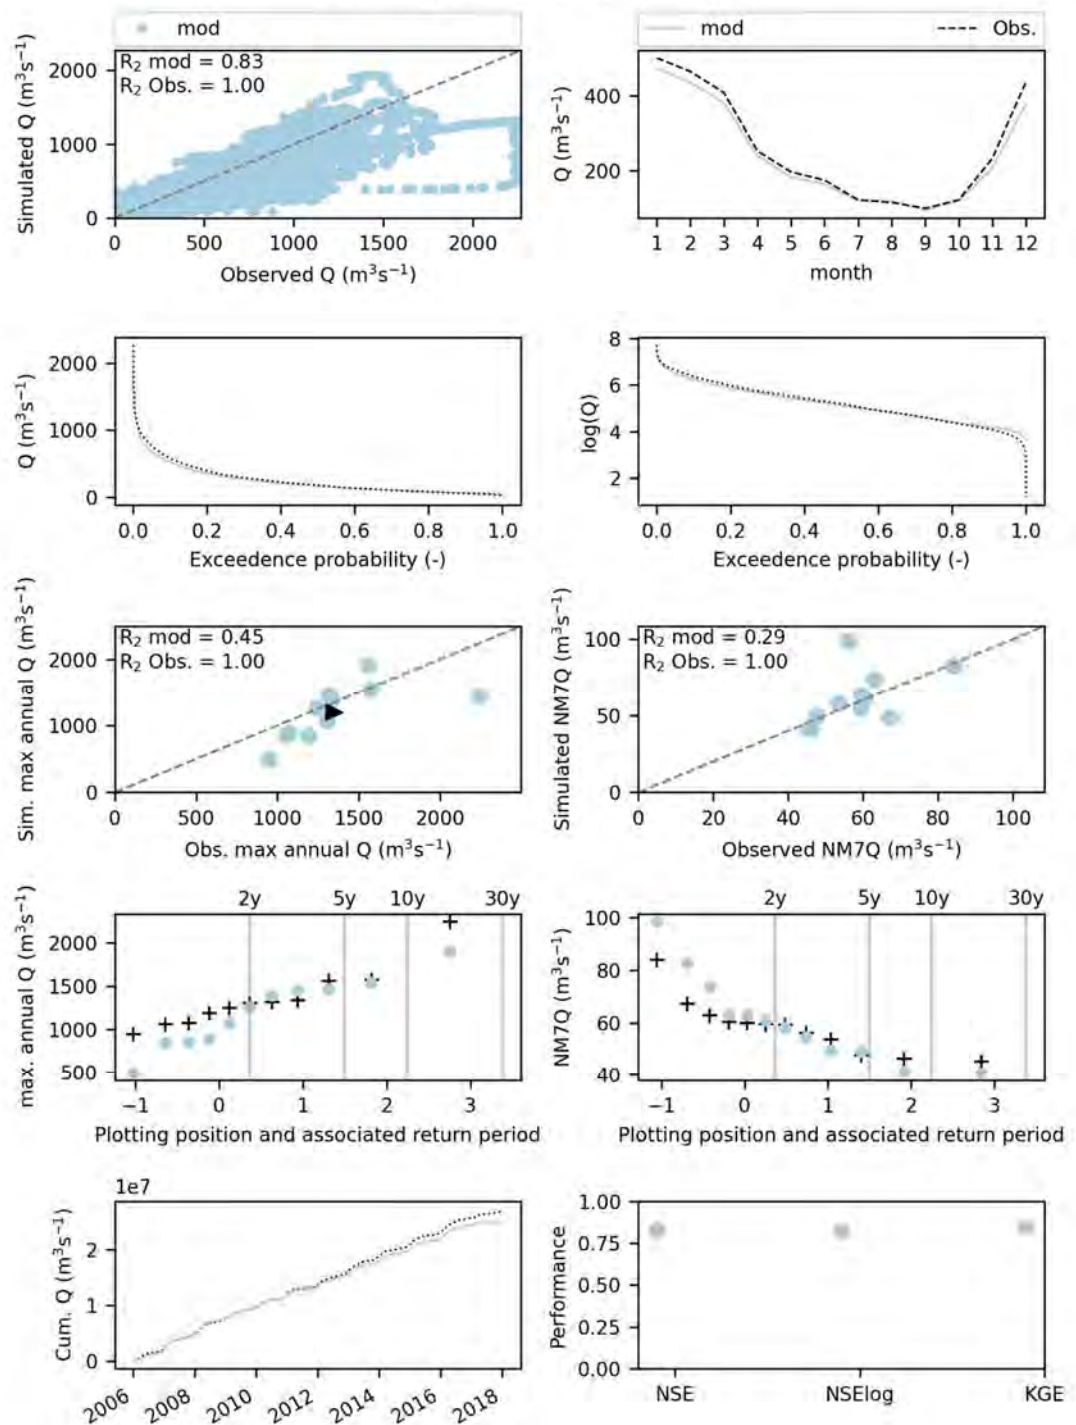 mod
R₂ mod = 0.83
R₂ Obs. = 1.00
Simulated Q (m³s⁻¹)
2000
1000
0
0 500 1000 1500 2000
Observed Q (m³s⁻¹)
mod Obs.
Q (m³s⁻¹)
400
200
1 2 3 4 5 6 7 8 9 10 11 12
month
Q (m³s⁻¹)
2000
1000
0
0.0 0.2 0.4 0.6 0.8 1.0
Exceedence probability (-)
log(Q)
8
6
4
2
0.0 0.2 0.4 0.6 0.8 1.0
Exceedence probability (-)
Sim. max annual Q (m³s⁻¹)
R₂ mod = 0.45
R₂ Obs. = 1.00
2000
1000
0
0 500 1000 1500 2000
Obs. max annual Q (m³s⁻¹)
Simulated NM7Q (m³s⁻¹)
R₂ mod = 0.29
R₂ Obs. = 1.00
100
50
0
0 20 40 60 80 100
Observed NM7Q (m³s⁻¹)
2y 5y 10y 30y
max. annual Q (m³s⁻¹)
2000
1500
1000
500
−1 0 1 2 3
Plotting position and associated return period
2y 5y 10y 30y
NM7Q (m³s⁻¹)
100
80
60
40
−1 0 1 2 3
Plotting position and associated return period
1e7
Cum. Q (m³s⁻¹)
2
1
0
2006 2008 2010 2012 2014 2016 2018
Performance
1.00
0.75
0.50
0.25
0.00
NSE NSElog KGE